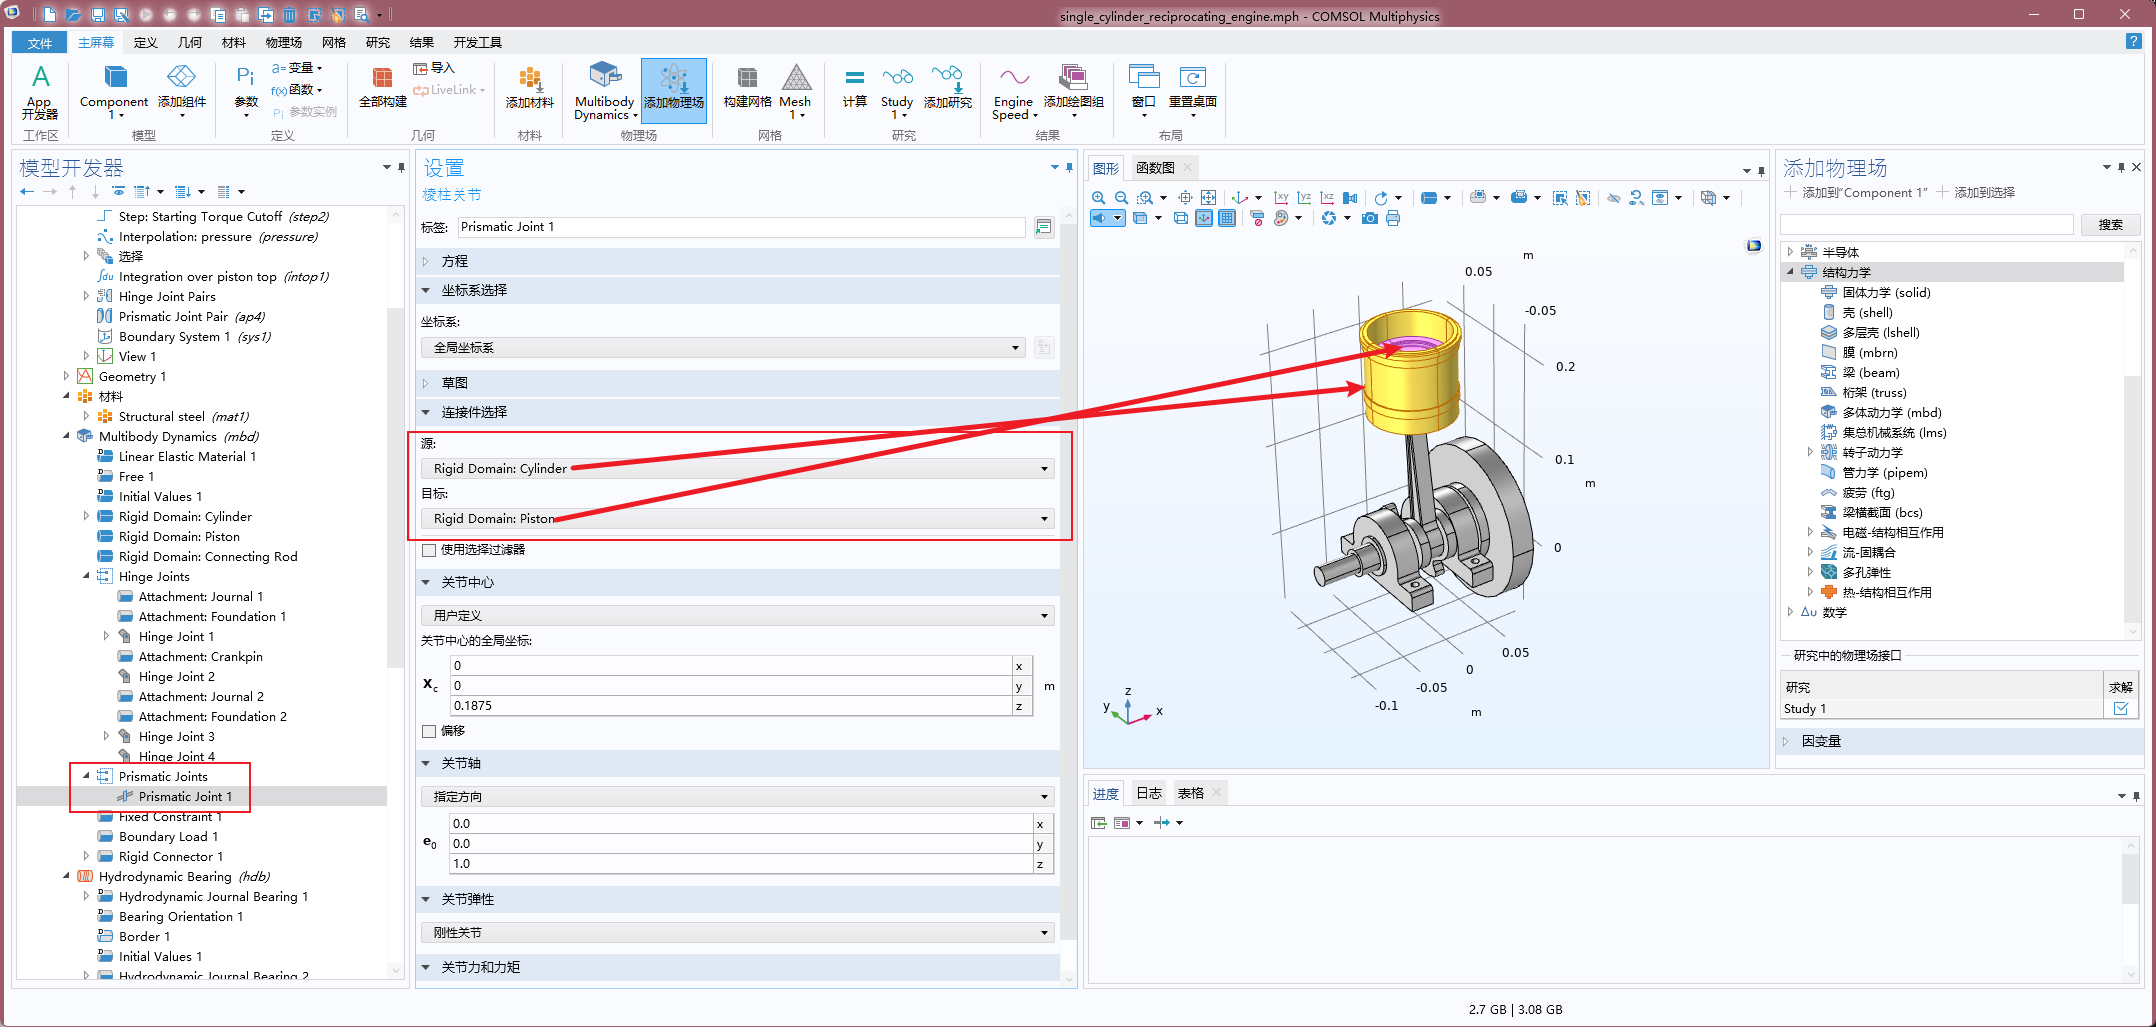 single_cylinder_reciprocating_engine.mph - COMSOL Multiphysics
文件 主屏幕 定义 几何 材料 物理场 网格 研究 结果 开发工具
App 开发器
工作区
Component 1
添加组件
模型
Pi
参数
a= 变量
f(x) 函数
Pi 参数实例
定义
全部构建
导入
LiveLink
几何
添加材料
材料
Multibody Dynamics
添加物理场
物理场
构建网格
Mesh 1
网格
计算
Study 1
添加研究
研究
Engine Speed
添加绘图组
结果
窗口
重置桌面
布局
模型开发器
Step: Starting Torque Cutoff (step2)
Interpolation: pressure (pressure)
选择
Integration over piston top (intop1)
Hinge Joint Pairs
Prismatic Joint Pair (ap4)
Boundary System 1 (sys1)
View 1
Geometry 1
材料
Structural steel (mat1)
Multibody Dynamics (mbd)
Linear Elastic Material 1
Free 1
Initial Values 1
Rigid Domain: Cylinder
Rigid Domain: Piston
Rigid Domain: Connecting Rod
Hinge Joints
Attachment: Journal 1
Attachment: Foundation 1
Hinge Joint 1
Attachment: Crankpin
Hinge Joint 2
Attachment: Journal 2
Attachment: Foundation 2
Hinge Joint 3
Hinge Joint 4
Prismatic Joints
Prismatic Joint 1
Fixed Constraint 1
Boundary Load 1
Rigid Connector 1
Hydrodynamic Bearing (hdb)
Hydrodynamic Journal Bearing 1
Bearing Orientation 1
Border 1
Initial Values 1
Hydrodynamic Journal Bearing 2
设置
棱柱关节
标签: Prismatic Joint 1
方程
坐标系选择
坐标系:
全局坐标系
草图
连接件选择
源:
Rigid Domain: Cylinder
目标:
Rigid Domain: Piston
使用选择过滤器
关节中心
用户定义
关节中心的全局坐标:
Xc
0 x
0 y m
0.1875 z
偏移
关节轴
指定方向
e0
0.0 x
0.0 y
1.0 z
关节弹性
刚性关节
关节力和力矩
图形 函数图
xy yz xz
m
0.05
-0.05
0.2
0.1
m
0
0.05
0
-0.05
-0.1
m
z
y
x
进度 日志 表格
添加物理场
添加到“Component 1” 添加到选择
搜索
半导体
结构力学
固体力学 (solid)
壳 (shell)
多层壳 (lshell)
膜 (mbrn)
梁 (beam)
桁架 (truss)
多体动力学 (mbd)
集总机械系统 (lms)
转子动力学
管力学 (pipem)
疲劳 (ftg)
梁横截面 (bcs)
电磁-结构相互作用
流-固耦合
多孔弹性
热-结构相互作用
Δu 数学
研究中的物理场接口
研究 求解
Study 1
因变量
2.7 GB | 3.08 GB